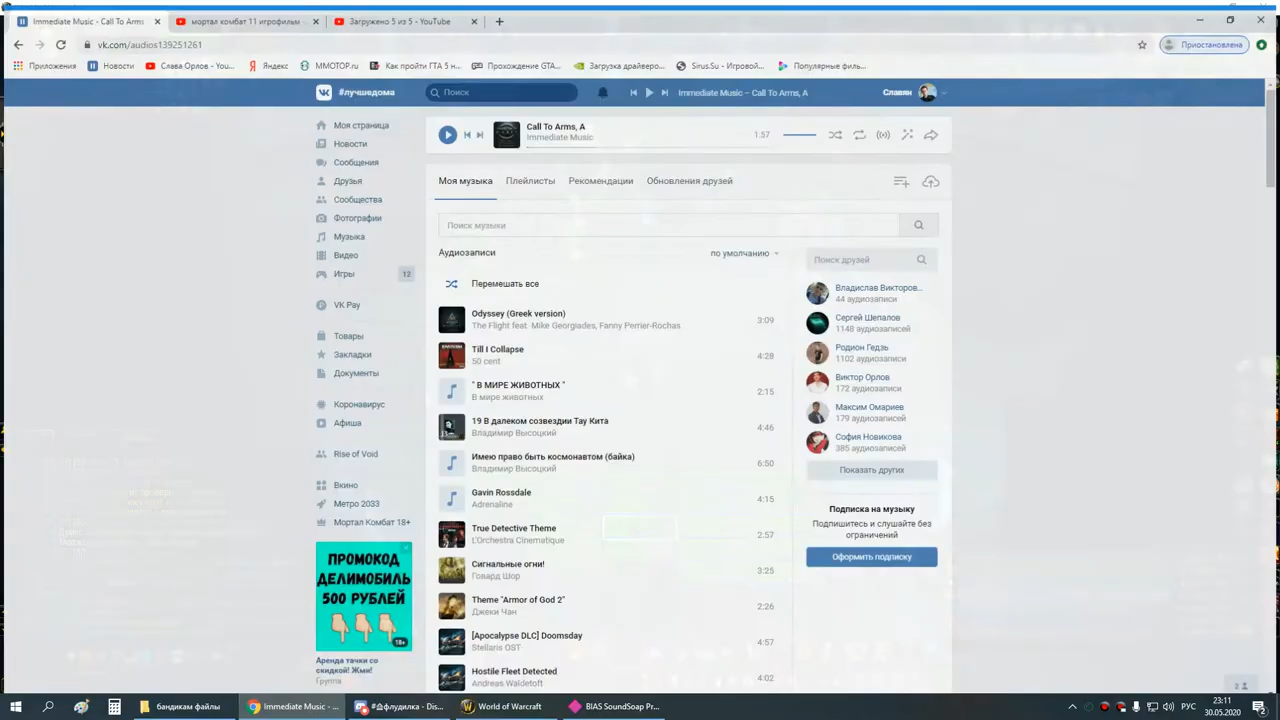 Immediate Music - Call To Arms
мортал комбат 11 игрофильм
Загружено 5 из 5 - YouTube
vk.com/audios139251261
Приостановлена
Приложения
Новости
Слава Орлов - You...
Яндекс
MMOTOP.ru
Как пройти ГТА 5 н...
Прохождение GTA...
Загрузка драйверо...
Sirus.Su - Игровой...
Популярные филь...
#лучшедома
Поиск
Immediate Music – Call To Arms, A
Славян
Моя страница
Новости
Сообщения
Друзья
Сообщества
Фотографии
Музыка
Видео
Игры
12
VK Pay
Товары
Закладки
Документы
Коронавирус
Афиша
Rise of Void
Вкино
Метро 2033
Мортал Комбат 18+
ПРОМОКОД
ДЕЛИМОБИЛЬ
500 РУБЛЕЙ
18+
Аренда тачки со
скидкой! Жми!
Группа
Call To Arms, A
Immediate Music
1:57
Моя музыка
Плейлисты
Рекомендации
Обновления друзей
Поиск музыки
Аудиозаписи
по умолчанию
Перемешать все
Odyssey (Greek version)
The Flight feat. Mike Georgiades, Fanny Perrier-Rochas
3:09
Till I Collapse
50 cent
4:28
" В МИРЕ ЖИВОТНЫХ "
В мире животных
2:15
19 В далеком созвездии Тау Кита
Владимир Высоцкий
4:46
Имею право быть космонавтом (байка)
Владимир Высоцкий
6:50
Gavin Rossdale
Adrenaline
4:15
True Detective Theme
L'Orchestra Cinematique
2:57
Сигнальные огни!
Говард Шор
3:25
Theme "Armor of God 2"
Джеки Чан
2:26
[Apocalypse DLC] Doomsday
Stellaris OST
4:57
Hostile Fleet Detected
Andreas Waldetoft
4:02
Поиск друзей
Владислав Викторов...
44 аудиозаписи
Сергей Шепалов
1148 аудиозаписей
Родион Гедзь
1102 аудиозаписи
Виктор Орлов
172 аудиозаписи
Максим Омариев
179 аудиозаписей
София Новикова
385 аудиозаписей
Показать других
Подписка на музыку
Подпишитесь и слушайте без
ограничений
Оформить подписку
бандикам файлы
Immediate Music - ...
World of Warcraft
BIAS SoundSoap Pr...
РУС
23:11
30.05.2020
2